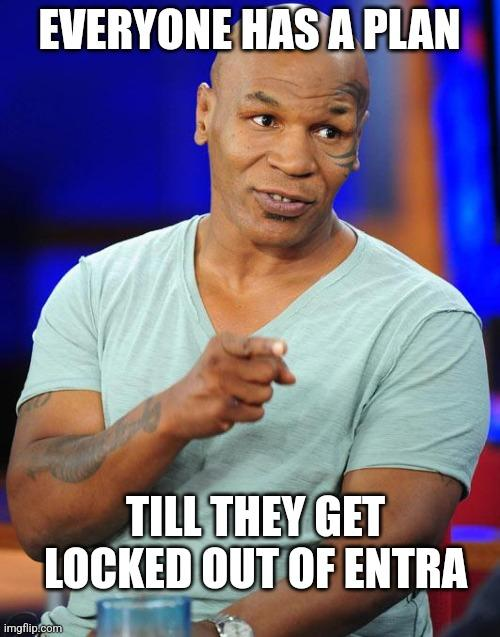 EVERYONE HAS A PLAN
TILL THEY GET
LOCKED OUT OF ENTRA
imgflip.com